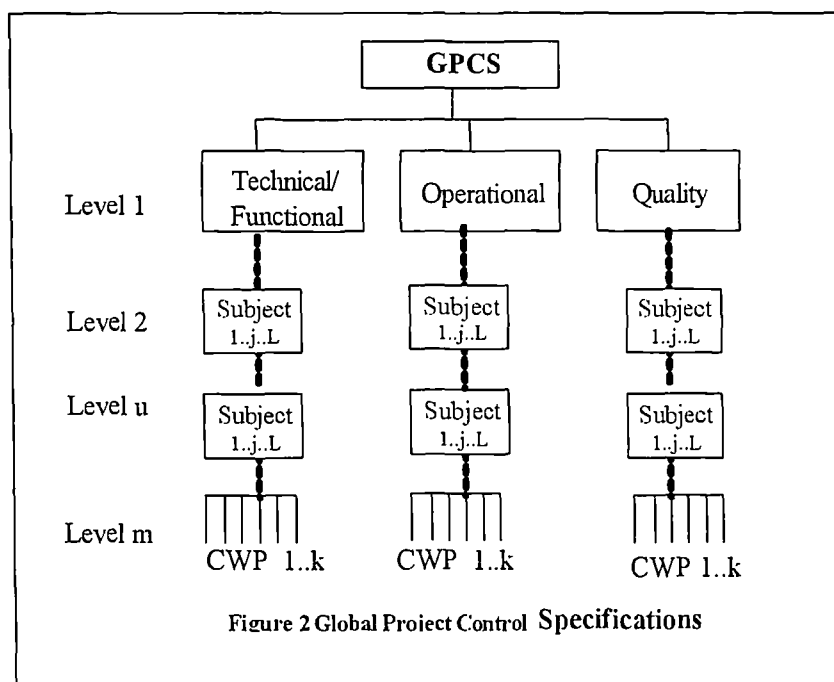 GPCS
Level 1
Technical/
Functional
Operational
Quality
Level 2
Subject
1..j..L
Subject
1..j..L
Subject
1..j..L
Level u
Subject
1..j..L
Subject
1..j..L
Subject
1..j..L
Level m
CWP 1..k
CWP 1..k
CWP 1..k
Figure 2 Global Project Control Specifications